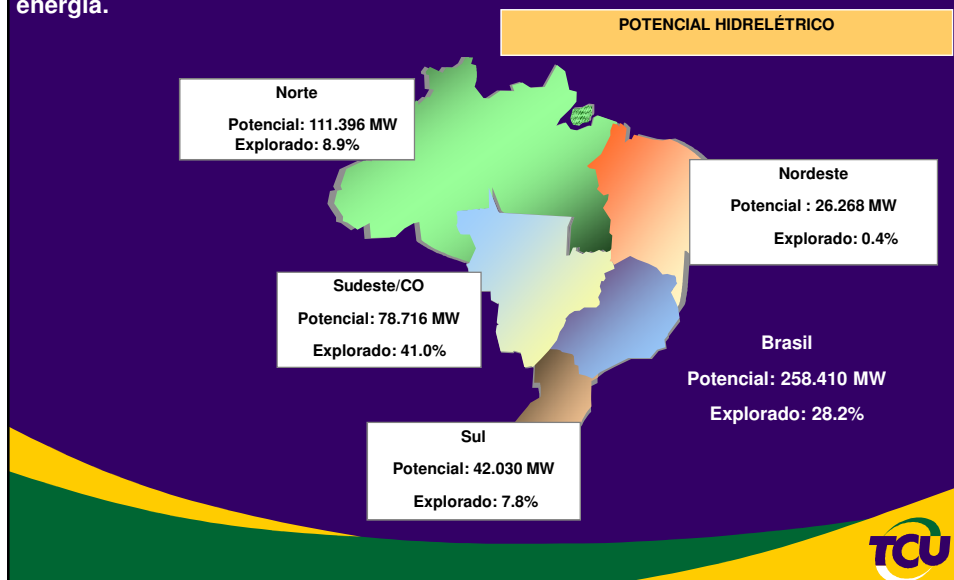 energia.
POTENCIAL HIDRELÉTRICO
Norte
Potencial: 111.396 MW
Explorado: 8.9%
Nordeste
Potencial : 26.268 MW
Explorado: 0.4%
Sudeste/CO
Potencial: 78.716 MW
Explorado: 41.0%
Brasil
Potencial: 258.410 MW
Explorado: 28.2%
Sul
Potencial: 42.030 MW
Explorado: 7.8%
TCU